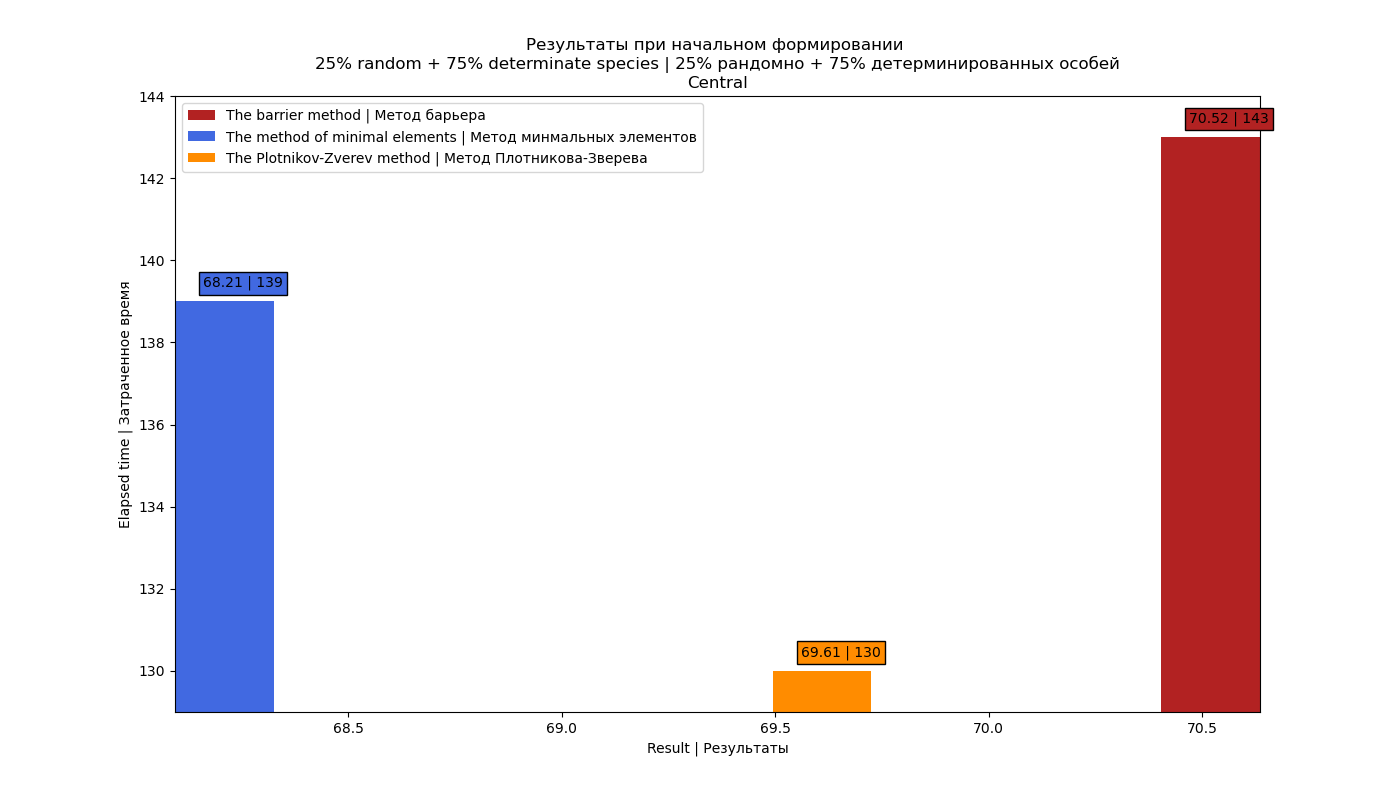 Результаты при начальном формировании
25% random + 75% determinate species | 25% рандомно + 75% детерминированных особей
Central
The barrier method | Метод барьера
The method of minimal elements | Метод минмальных элементов
The Plotnikov-Zverev method | Метод Плотникова-Зверева
70.52 | 143
68.21 | 139
69.61 | 130
Elapsed time | Затраченное время
144
142
140
138
136
134
132
130
68.5
69.0
69.5
70.0
70.5
Result | Результаты